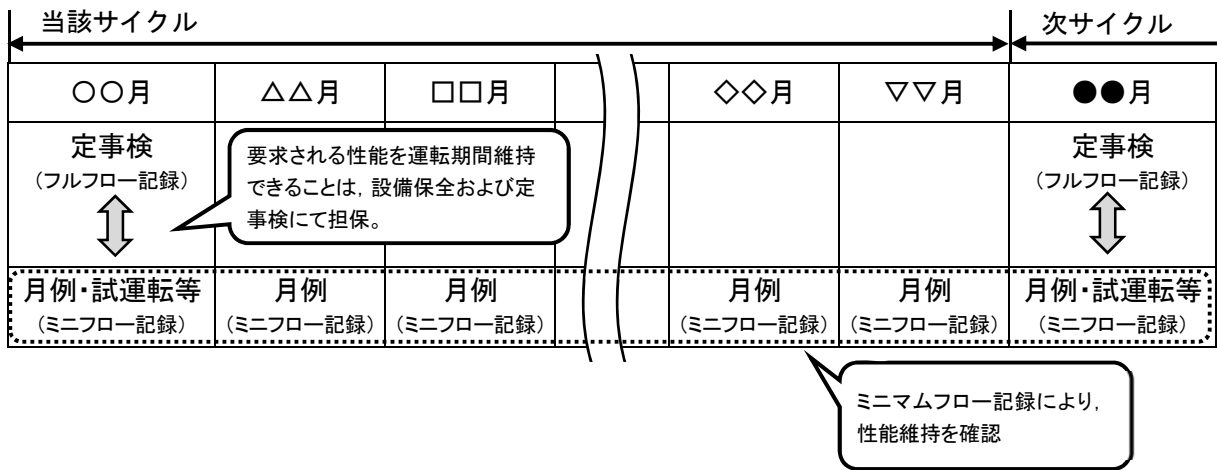 当該サイクル 次サイクル
○○月 △△月 □□月 ◇◇月 ▽▽月 ●●月
定事検 定事検
（フルフロー記録） （フルフロー記録）
要求される性能を運転期間維持
できることは，設備保全および定
事検にて担保。
月例・試運転等 月例 月例 月例 月例 月例・試運転等
（ミニフロー記録） （ミニフロー記録） （ミニフロー記録） （ミニフロー記録） （ミニフロー記録） （ミニフロー記録）
ミニマムフロー記録により，
性能維持を確認